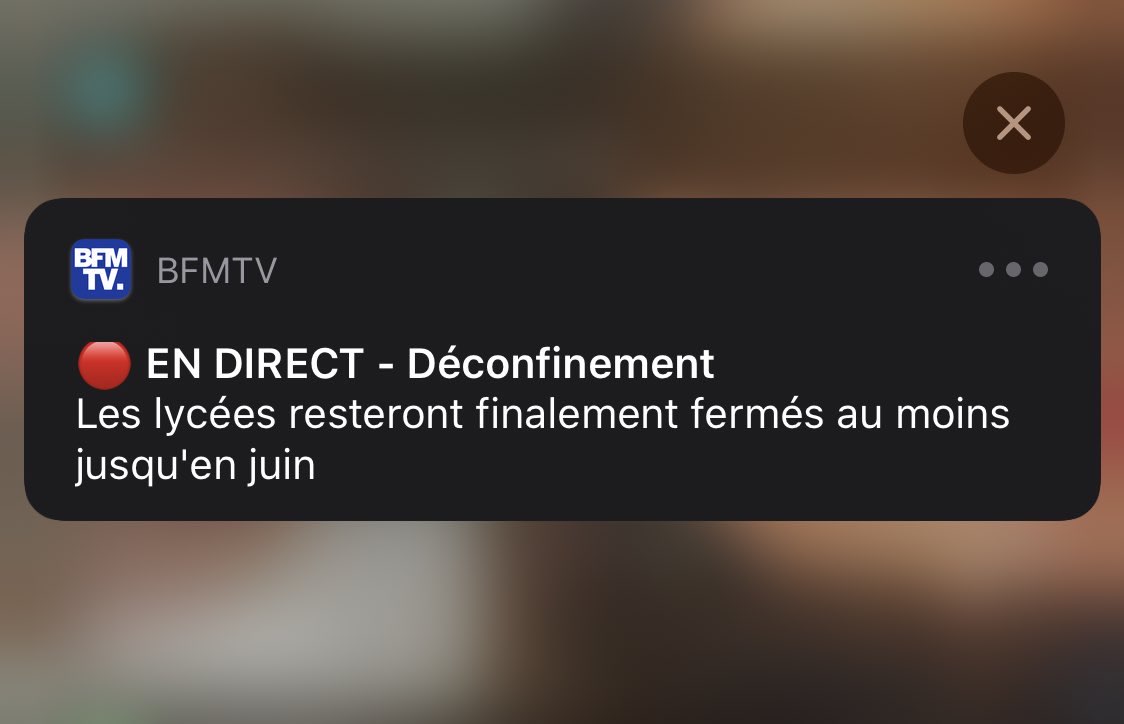 BFM
TV.
BFMTV
EN DIRECT - Déconfinement
Les lycées resteront finalement fermés au moins
jusqu'en juin